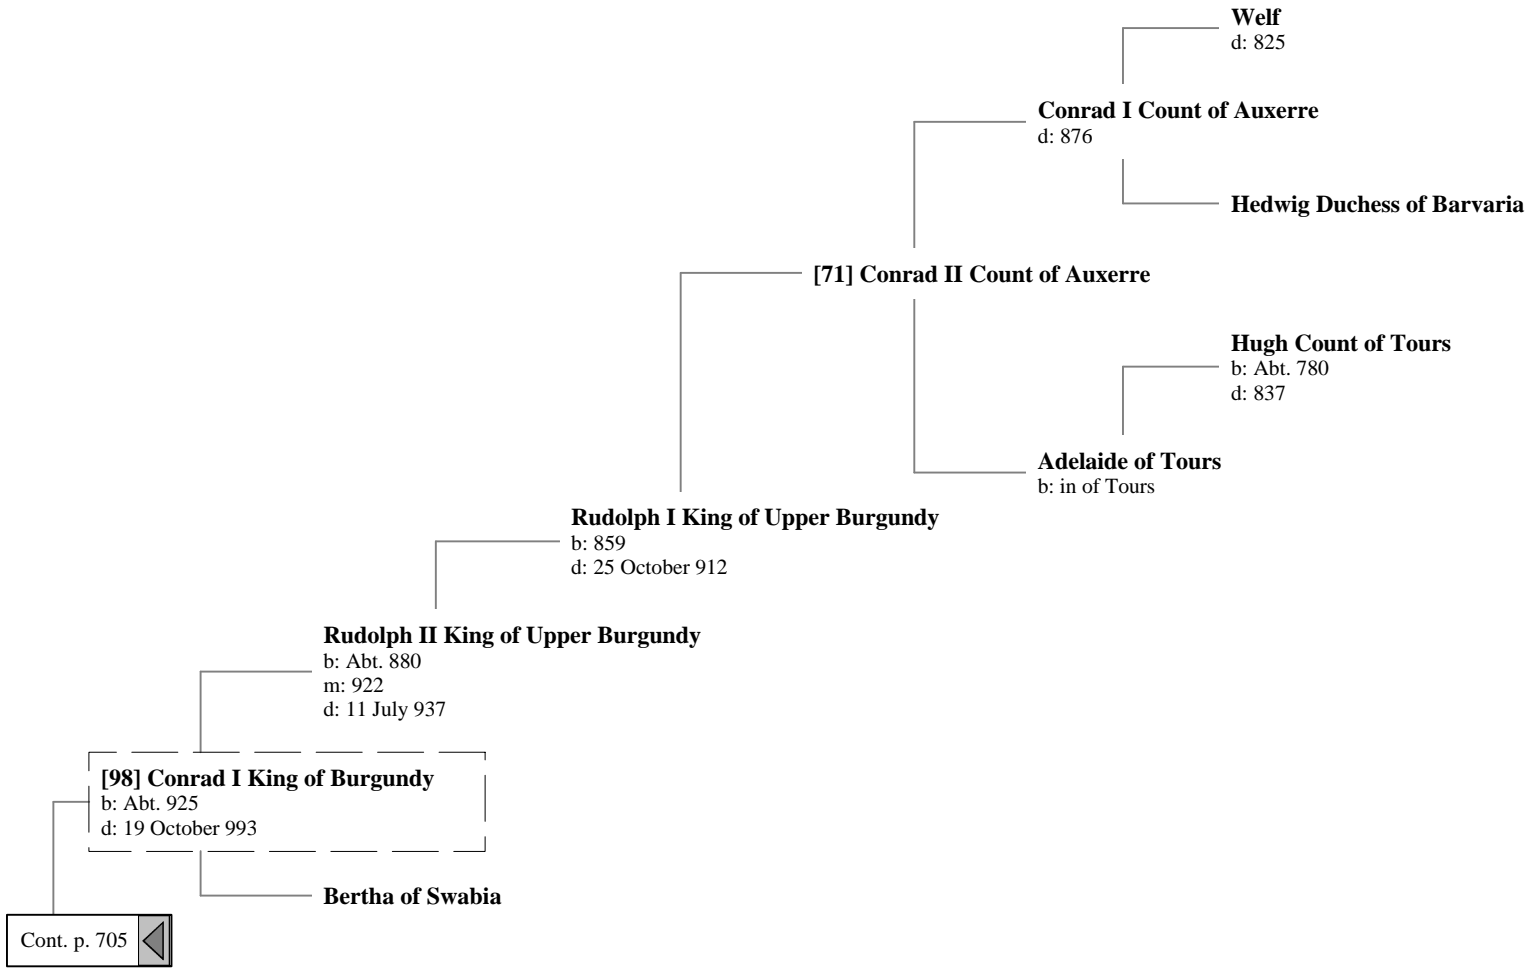 Welf
d: 825
Conrad I Count of Auxerre
d: 876
Hedwig Duchess of Barvaria
[71] Conrad II Count of Auxerre
Hugh Count of Tours
b: Abt. 780
d: 837
Adelaide of Tours
b: in of Tours
Rudolph I King of Upper Burgundy
b: 859
d: 25 October 912
Rudolph II King of Upper Burgundy
b: Abt. 880
m: 922
d: 11 July 937
[98] Conrad I King of Burgundy
b: Abt. 925
d: 19 October 993
Bertha of Swabia
Cont. p. 705